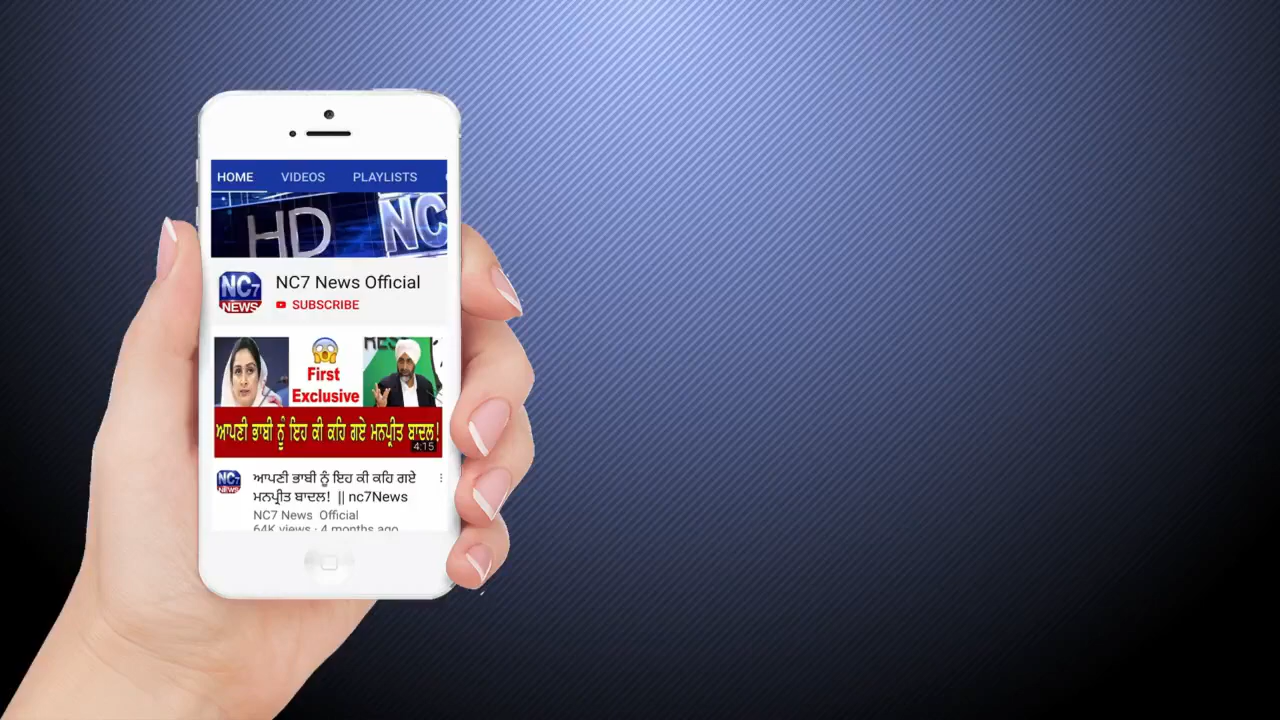 HOME VIDEOS PLAYLISTS
HD NC
NC7 News Official
SUBSCRIBE
NC7
NEWS
RES
First
Exclusive
ਆਪਣੀ ਭਾਬੀ ਨੂੰ ਇਹ ਕੀ ਕਹਿ ਗਏ ਮਨਪ੍ਰੀਤ ਬਾਦਲ!
4:15
ਆਪਣੀ ਭਾਬੀ ਨੂੰ ਇਹ ਕੀ ਕਹਿ ਗਏ
ਮਨਪ੍ਰੀਤ ਬਾਦਲ! || nc7News
NC7
NEWS
NC7 News Official
64K views · 4 months ago